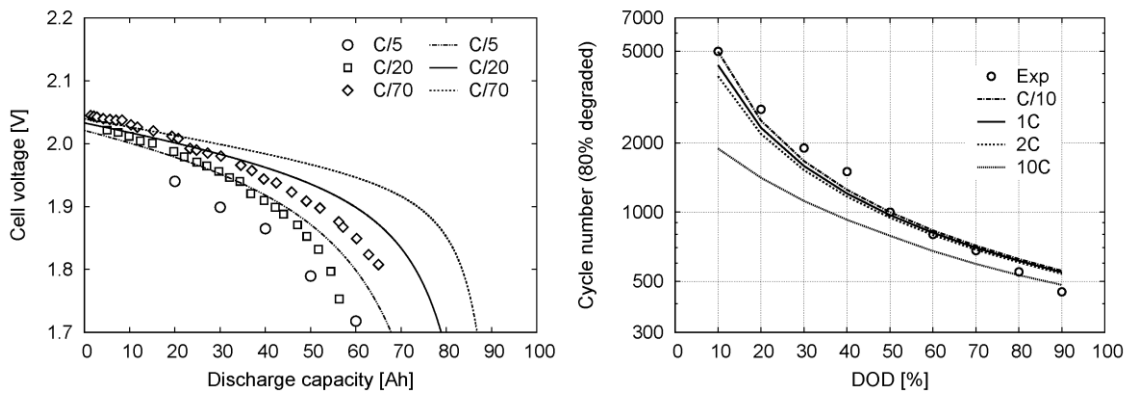 2.2
2.1
2.0
1.9
1.8
1.7
Cell voltage [V]
C/5 C/5
C/20 C/20
C/70 C/70
0 10 20 30 40 50 60 70 80 90 100
Discharge capacity [Ah]
7000
5000
2000
1000
500
300
Cycle number (80% degraded)
Exp
C/10
1C
2C
10C
0 10 20 30 40 50 60 70 80 90 100
DOD [%]